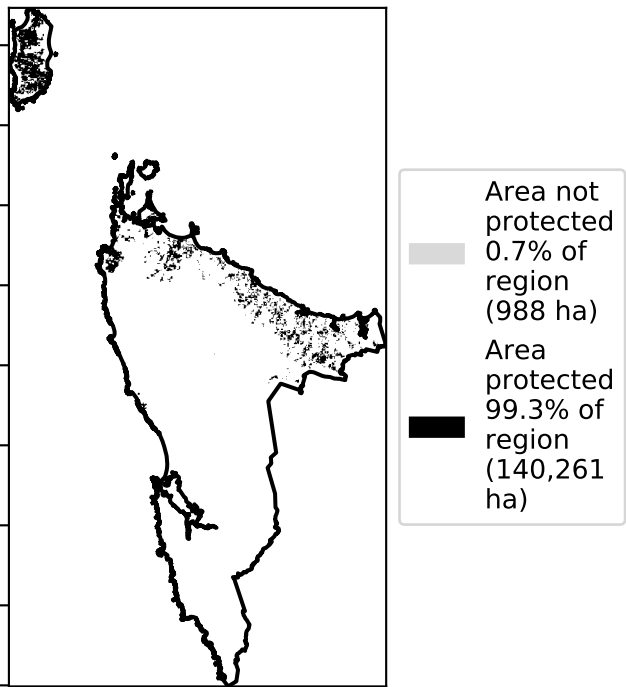 Area not
protected
0.7% of
region
(988 ha)
Area
protected
99.3% of
region
(140,261
ha)